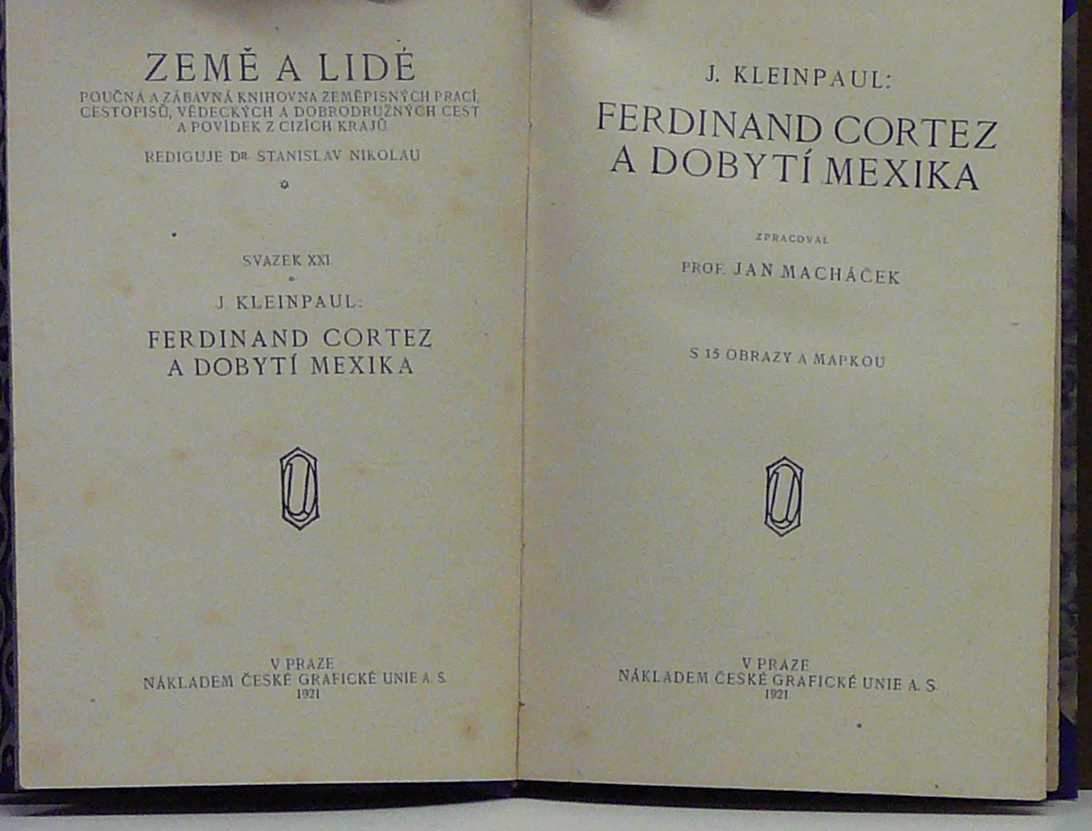 ZEMĚ A LIDÉ
POUČNÁ A ZÁBAVNÁ KNIHOVNA ZEMĚPISNÝCH PRACÍ,
CESTOPISŮ, VĚDECKÝCH A DOBRODRUŽNÝCH CEST
A POVÍDEK Z CIZÍCH KRAJŮ
REDIGUJE DR. STANISLAV NIKOLAU
SVAZEK XXI.
J. KLEINPAUL:
FERDINAND CORTEZ
A DOBYTÍ MEXIKA
V PRAZE
NÁKLADEM ČESKÉ GRAFICKÉ UNIE A. S.
1921
J. KLEINPAUL:
FERDINAND CORTEZ
A DOBYTÍ MEXIKA
ZPRACOVAL
PROF. JAN MACHÁČEK
S 15 OBRAZY A MAPKOU
V PRAZE
NÁKLADEM ČESKÉ GRAFICKÉ UNIE A. S.
1921